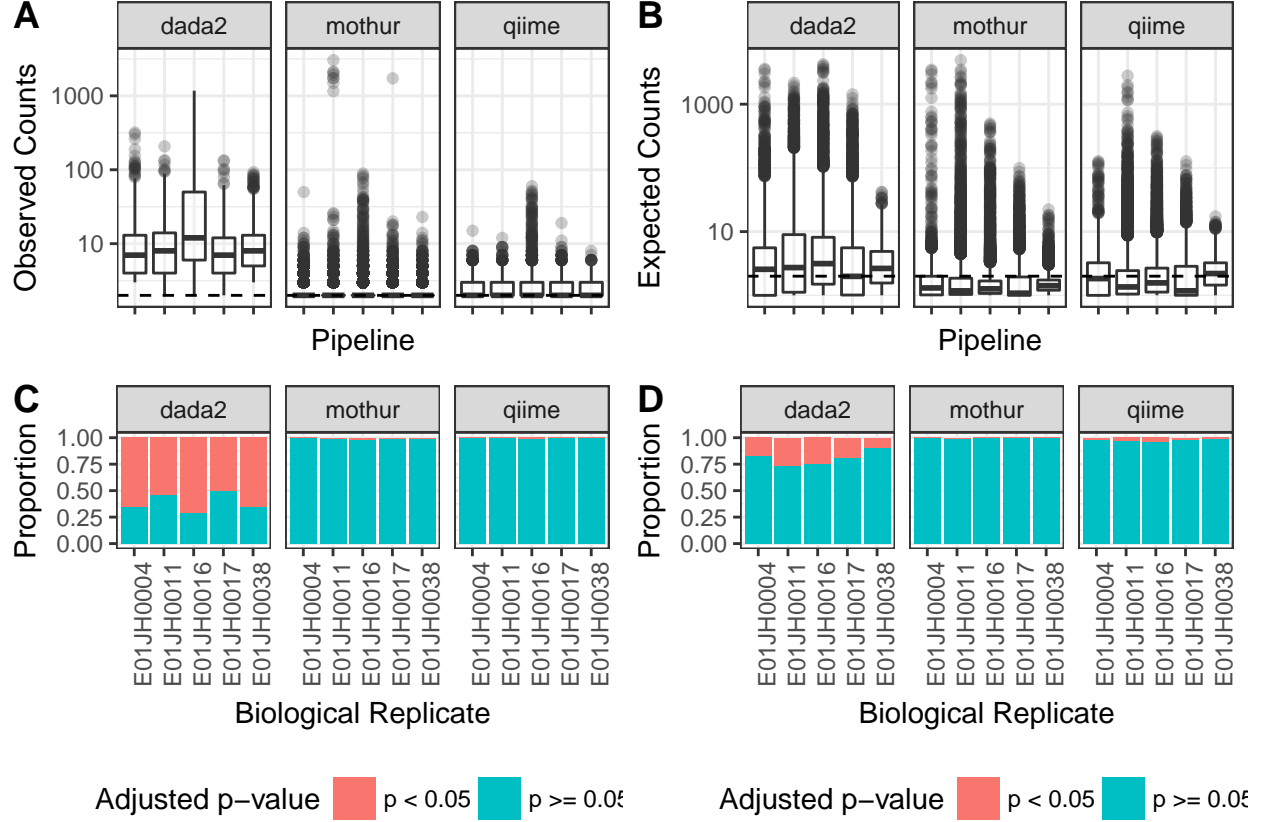 A
dada2 mothur qiime
Observed Counts
1000
100
10
Pipeline
B
dada2 mothur qiime
Expected Counts
1000
10
Pipeline
C
dada2 mothur qiime
Proportion
1.00
0.75
0.50
0.25
0.00
E01JH0004 E01JH0011 E01JH0016 E01JH0017 E01JH0038 E01JH0004 E01JH0011 E01JH0016 E01JH0017 E01JH0038 E01JH0004 E01JH0011 E01JH0016 E01JH0017 E01JH0038
Biological Replicate
Adjusted p−value p < 0.05 p >= 0.05
D
dada2 mothur qiime
Proportion
1.00
0.75
0.50
0.25
0.00
E01JH0004 E01JH0011 E01JH0016 E01JH0017 E01JH0038 E01JH0004 E01JH0011 E01JH0016 E01JH0017 E01JH0038 E01JH0004 E01JH0011 E01JH0016 E01JH0017 E01JH0038
Biological Replicate
Adjusted p−value p < 0.05 p >= 0.05